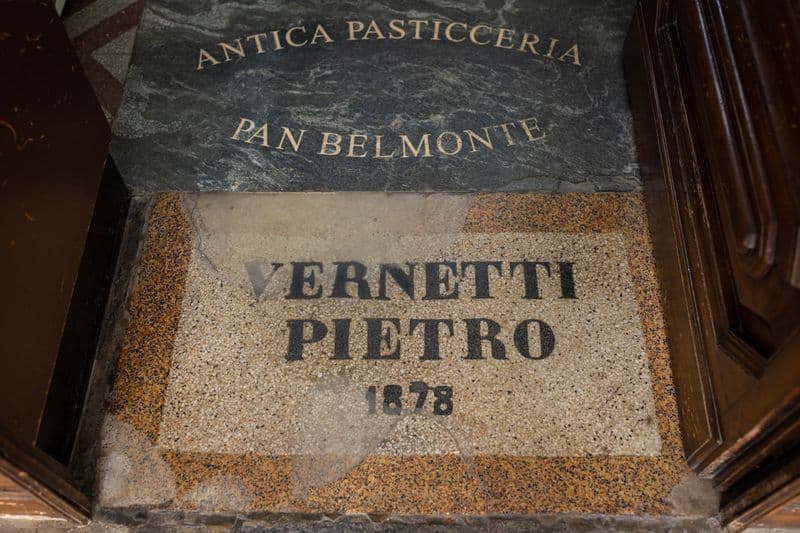 ANTICA PASTICCERIA
PAN BELMONTE
VERNETTI
PIETRO
1878